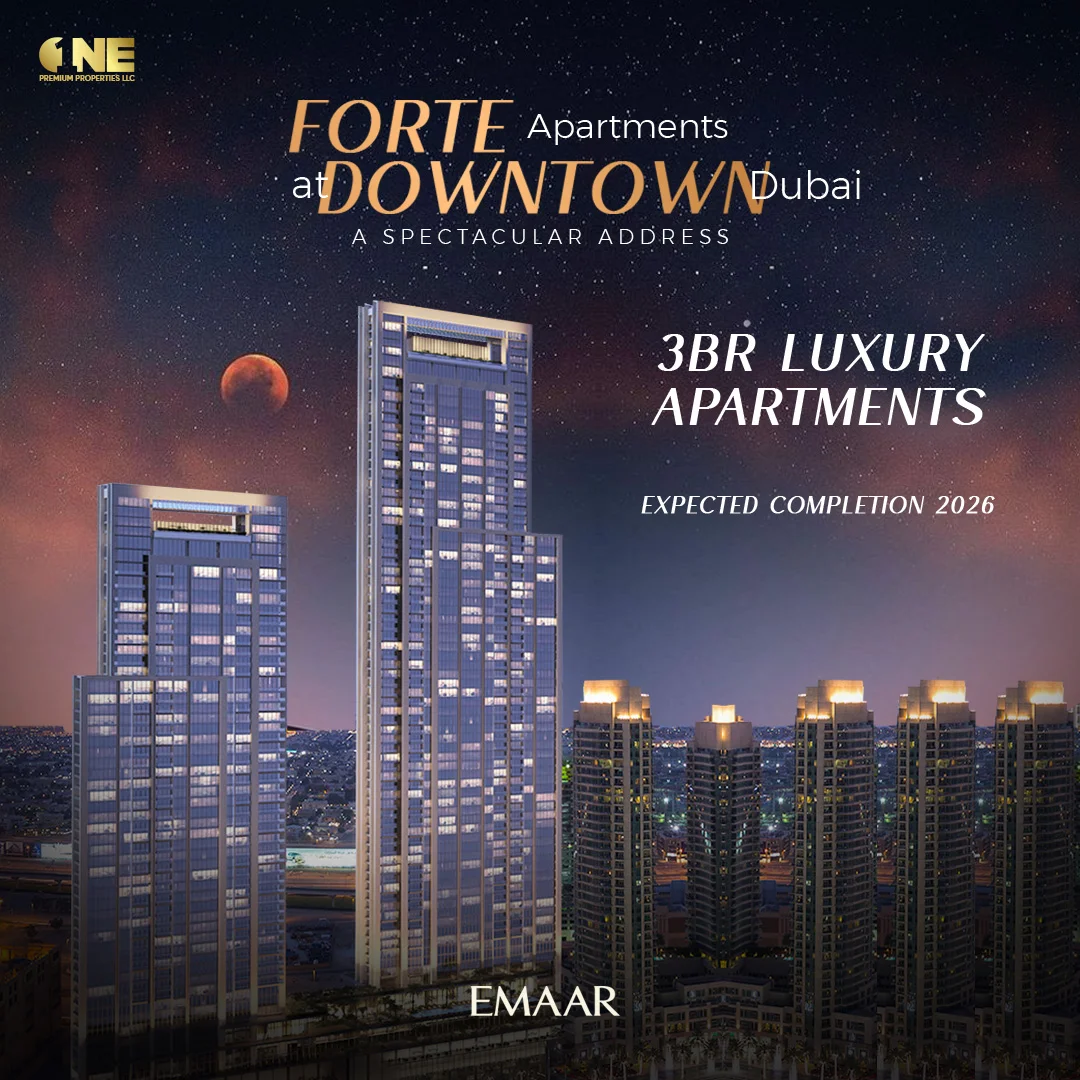 1NE
PREMIUM PROPERTIES LLC
FORTE Apartments
at DOWNTOWN Dubai
A SPECTACULAR ADDRESS
3BR LUXURY
APARTMENTS
EXPECTED COMPLETION 2026
EMAAR